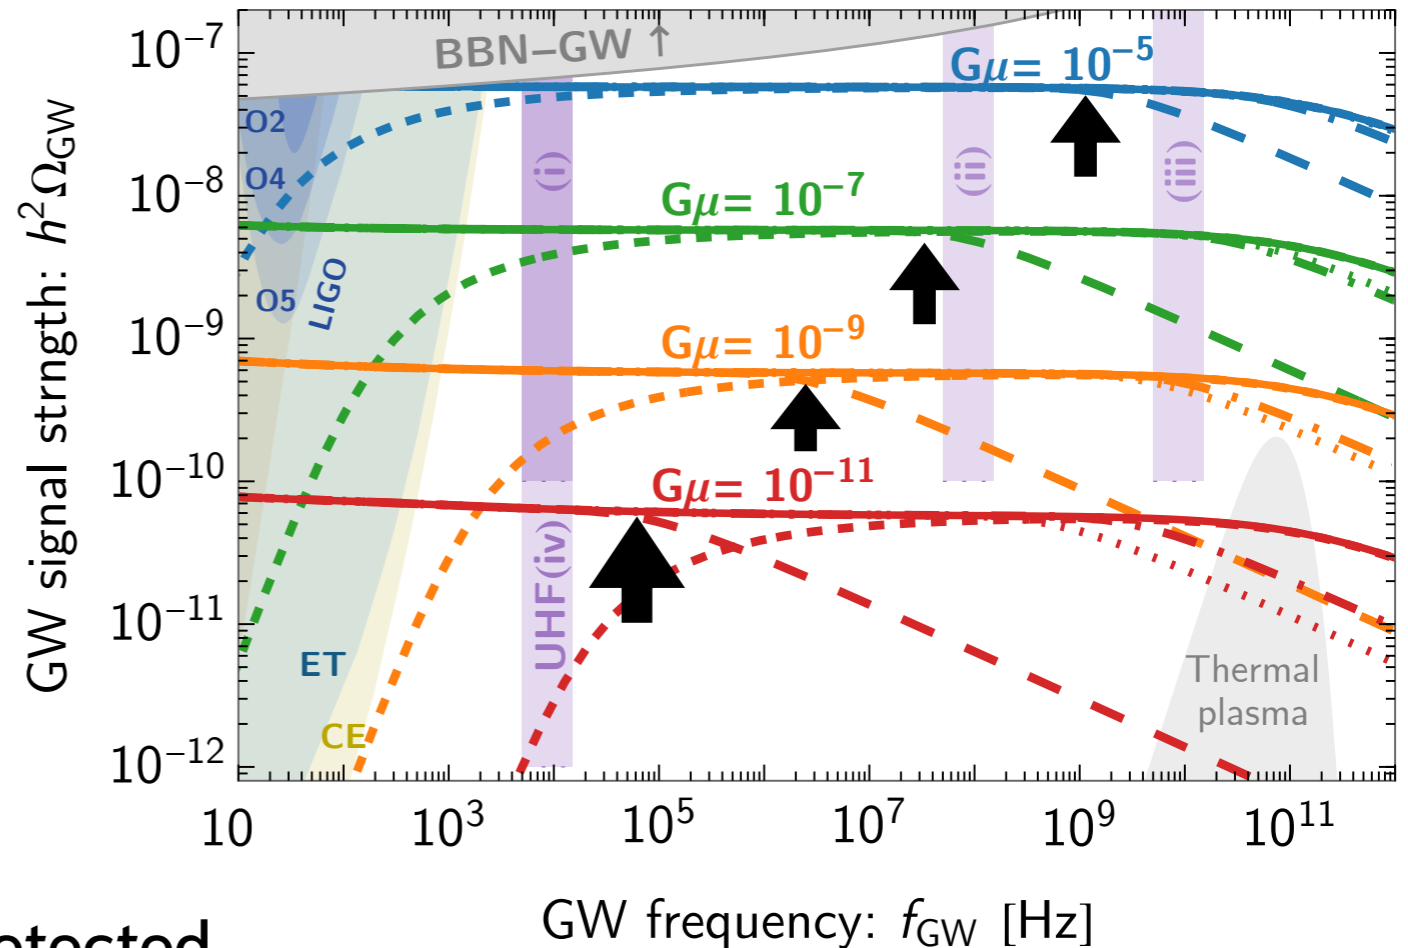 10⁻⁷
10⁻⁸
10⁻⁹
10⁻¹⁰
10⁻¹¹
10⁻¹²
GW signal strngth: h²Ω_GW
BBN–GW ↑
Gμ= 10⁻⁵
Gμ= 10⁻⁷
Gμ= 10⁻⁹
Gμ= 10⁻¹¹
O2
O4
O5
LIGO
ET
CE
(i)
(ii)
(iii)
UHF(iv)
Thermal
plasma
10 10³ 10⁵ 10⁷ 10⁹ 10¹¹
GW frequency: f_GW [Hz]